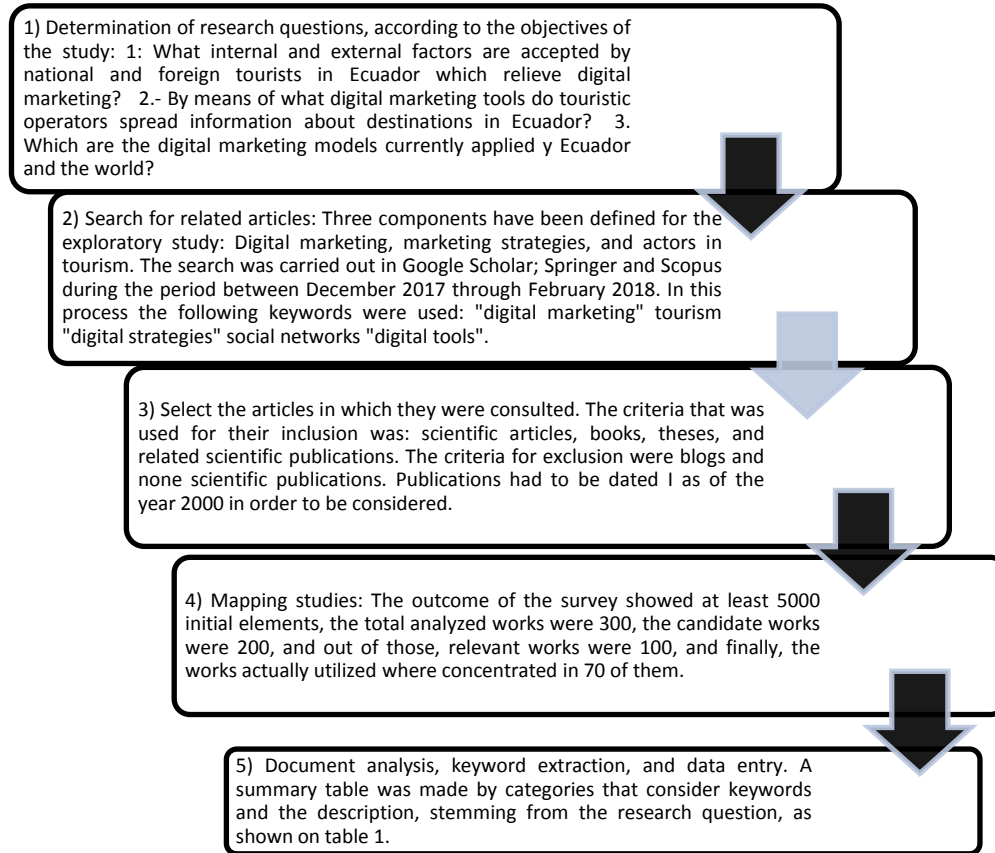 1) Determination of research questions, according to the objectives
of the study: 1: What internal and external factors are accepted by
national and foreign tourists in Ecuador which relieve digital
marketing? 2.- By means of what digital marketing tools do touristic
operators spread information about destinations in Ecuador? 3.
Which are the digital marketing models currently applied y Ecuador
and the world?
2) Search for related articles: Three components have been defined for the
exploratory study: Digital marketing, marketing strategies, and actors in
tourism. The search was carried out in Google Scholar; Springer and Scopus
during the period between December 2017 through February 2018. In this
process the following keywords were used: "digital marketing" tourism
"digital strategies" social networks "digital tools".
3) Select the articles in which they were consulted. The criteria that was
used for their inclusion was: scientific articles, books, theses, and
related scientific publications. The criteria for exclusion were blogs and
none scientific publications. Publications had to be dated I as of the
year 2000 in order to be considered.
4) Mapping studies: The outcome of the survey showed at least 5000
initial elements, the total analyzed works were 300, the candidate works
were 200, and out of those, relevant works were 100, and finally, the
works actually utilized where concentrated in 70 of them.
5) Document analysis, keyword extraction, and data entry. A
summary table was made by categories that consider keywords
and the description, stemming from the research question, as
shown on table 1.